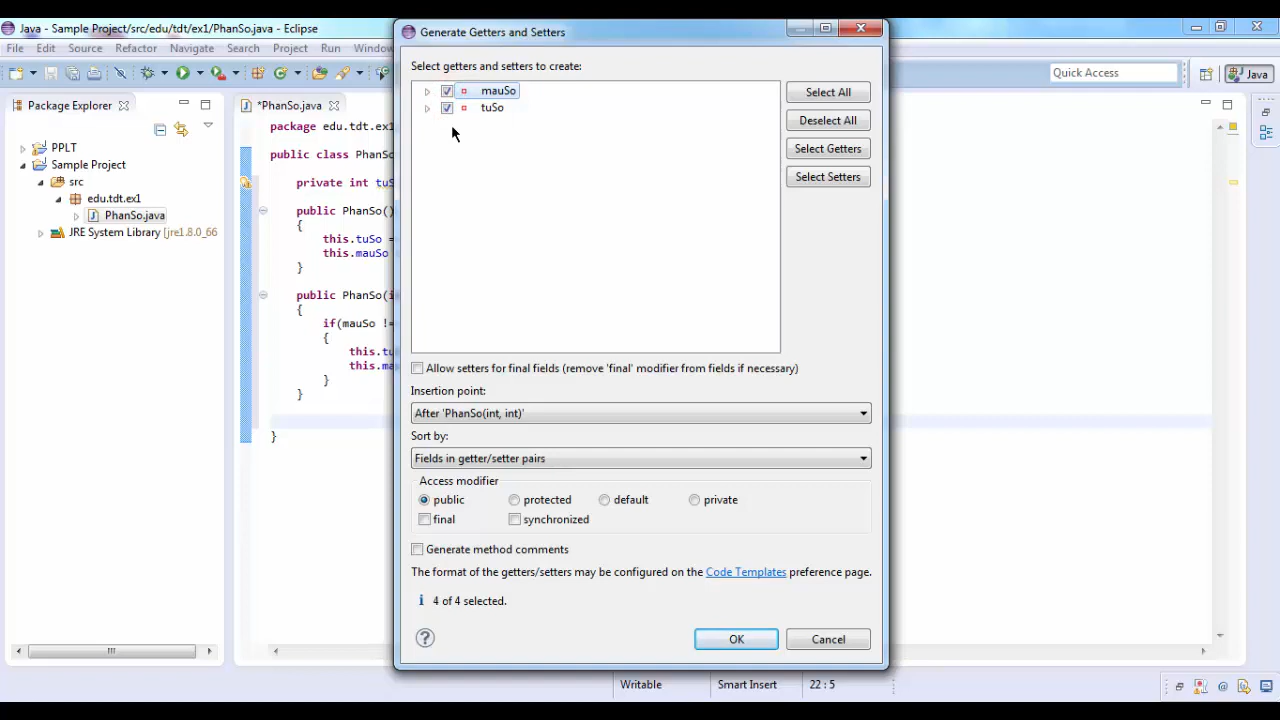 Java - Sample Project/src/edu/tdt/ex1/PhanSo.java - Eclipse
File Edit Source Refactor Navigate Search Project Run Window
Quick Access
Java
Package Explorer
PPLT
Sample Project
src
edu.tdt.ex1
PhanSo.java
JRE System Library [jre1.8.0_66
*PhanSo.java
package edu.tdt.ex1
public class PhanSo
private int tuS
public PhanSo()
{
this.tuSo =
this.mauSo
}
public PhanSo(i
{
if(mauSo !=
{
this.tu
this.ma
}
}
}
Generate Getters and Setters
Select getters and setters to create:
mauSo
tuSo
Select All
Deselect All
Select Getters
Select Setters
Allow setters for final fields (remove 'final' modifier from fields if necessary)
Insertion point:
After 'PhanSo(int, int)'
Sort by:
Fields in getter/setter pairs
Access modifier
public protected default private
final synchronized
Generate method comments
The format of the getters/setters may be configured on the Code Templates preference page.
4 of 4 selected.
OK Cancel
Writable Smart Insert 22 : 5